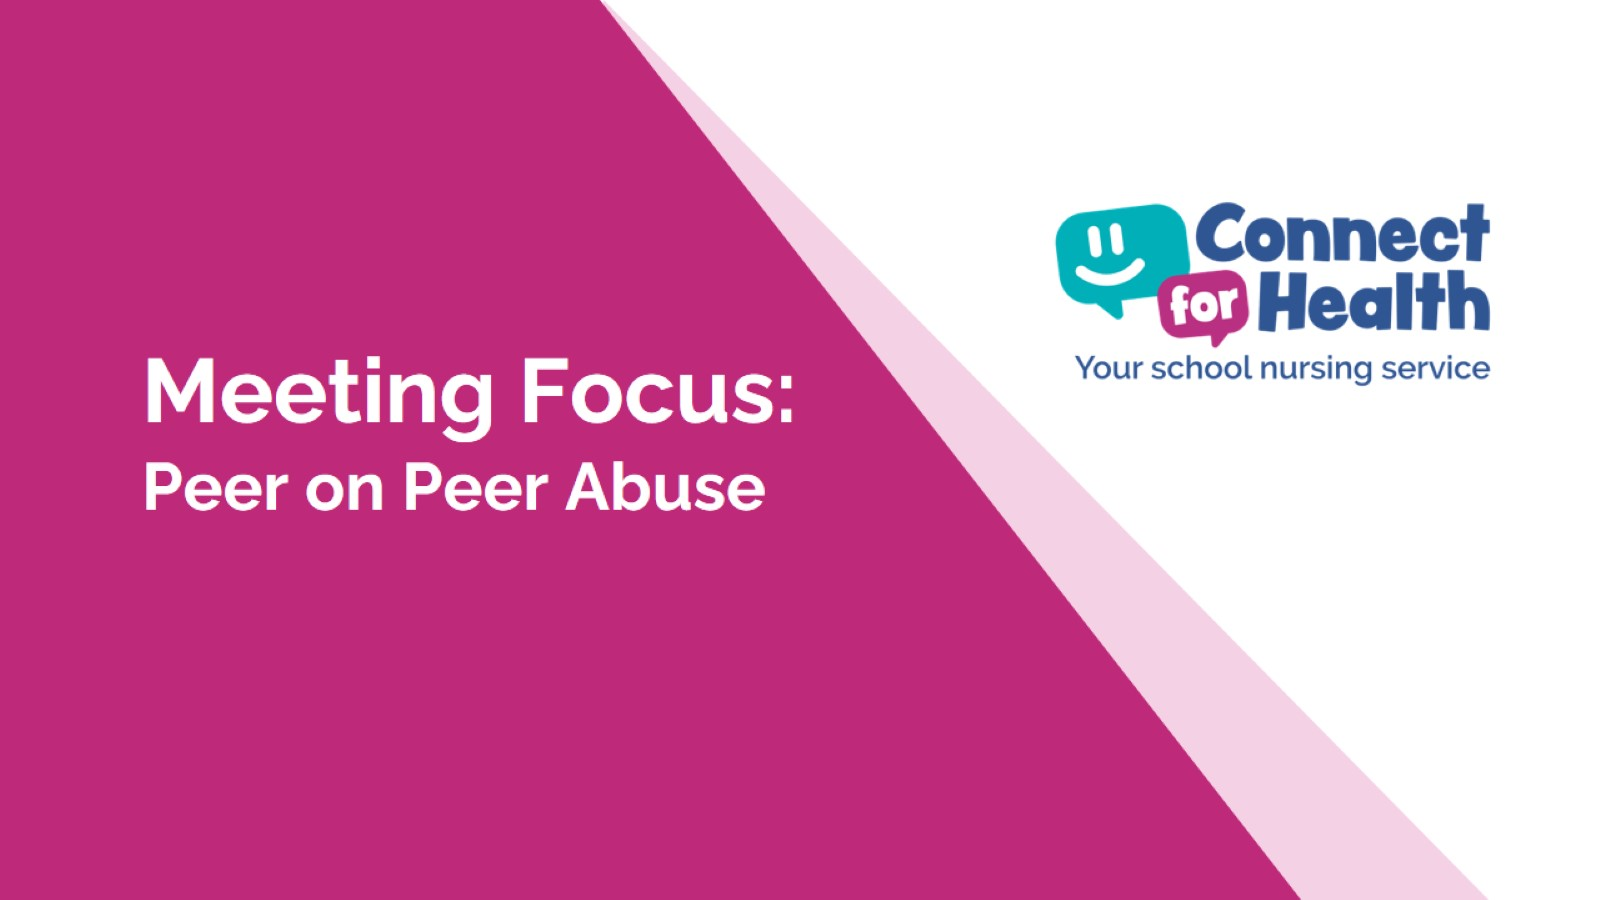 Meeting Focus:
Peer on Peer Abuse
Connect
for Health
Your school nursing service